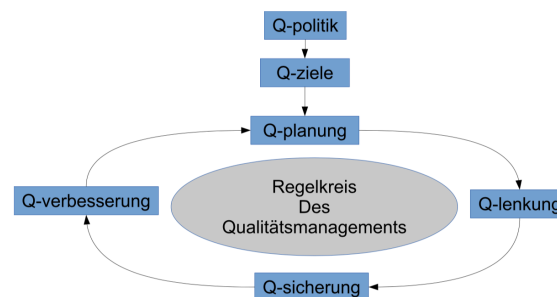 Q-politik
Q-ziele
Q-planung
Q-verbesserung
Regelkreis
Des
Qualitätsmanagements
Q-lenkung
Q-sicherung